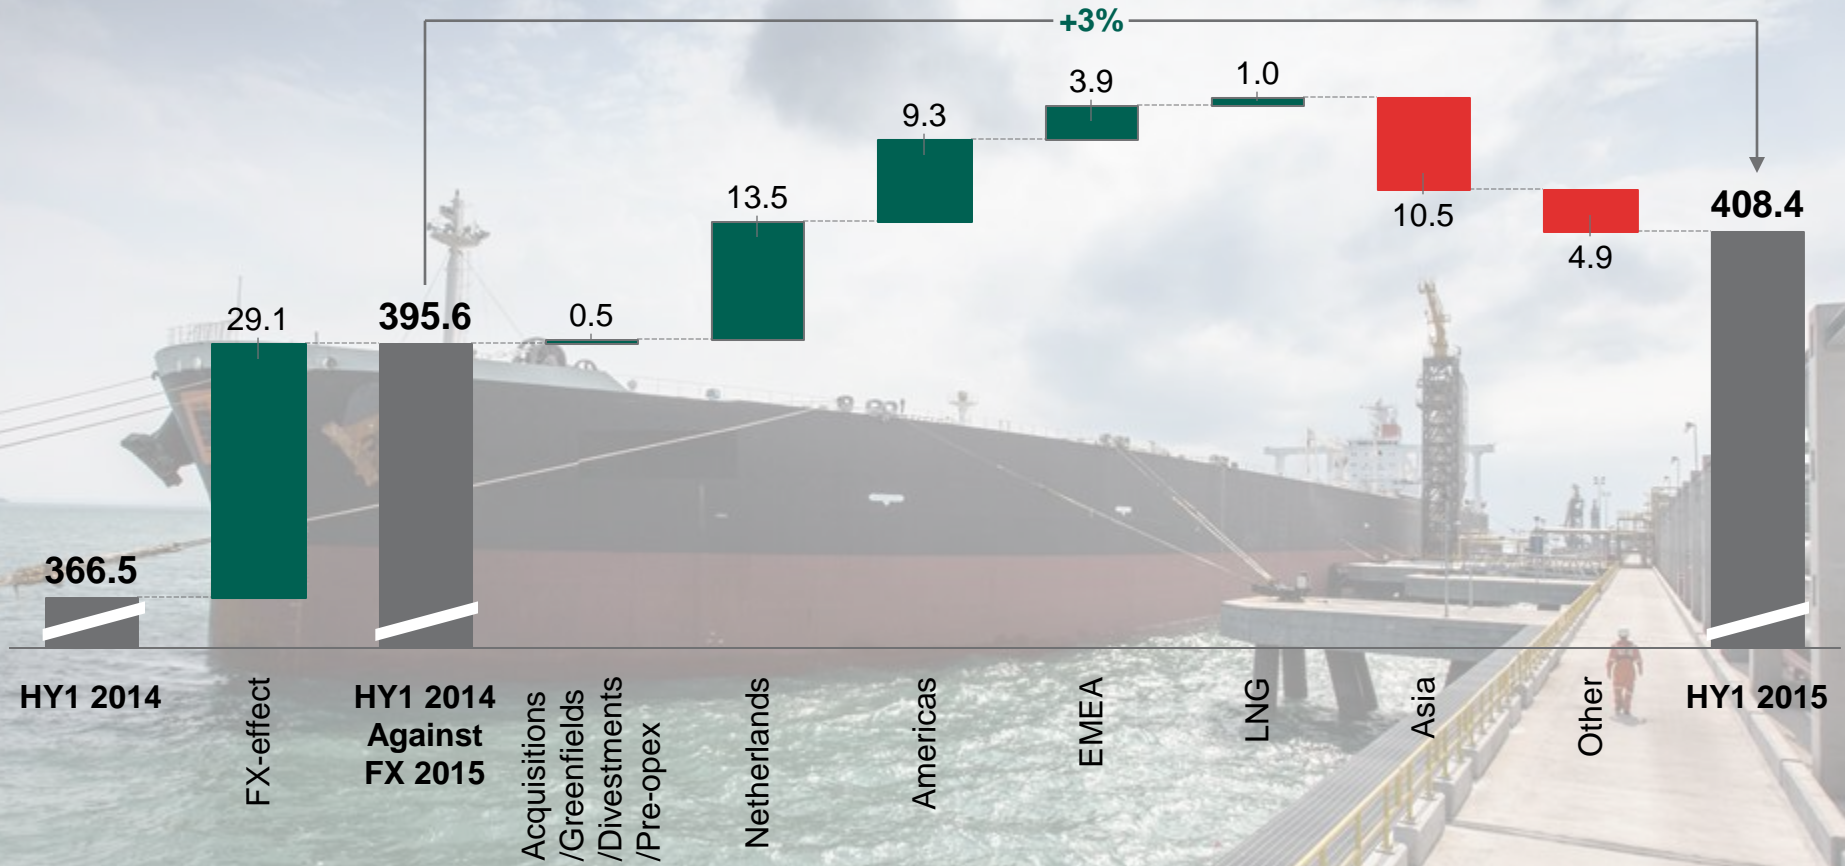 +3%
366.5
29.1
395.6
0.5
13.5
9.3
3.9
1.0
10.5
4.9
408.4
HY1 2014
FX-effect
HY1 2014
Against
FX 2015
Acquisitions
/Greenfields
/Divestments
/Pre-opex
Netherlands
Americas
EMEA
LNG
Asia
Other
HY1 2015